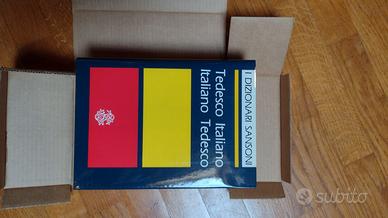 I DIZIONARI SANSONI
Tedesco Italiano
Italiano Tedesco
subito